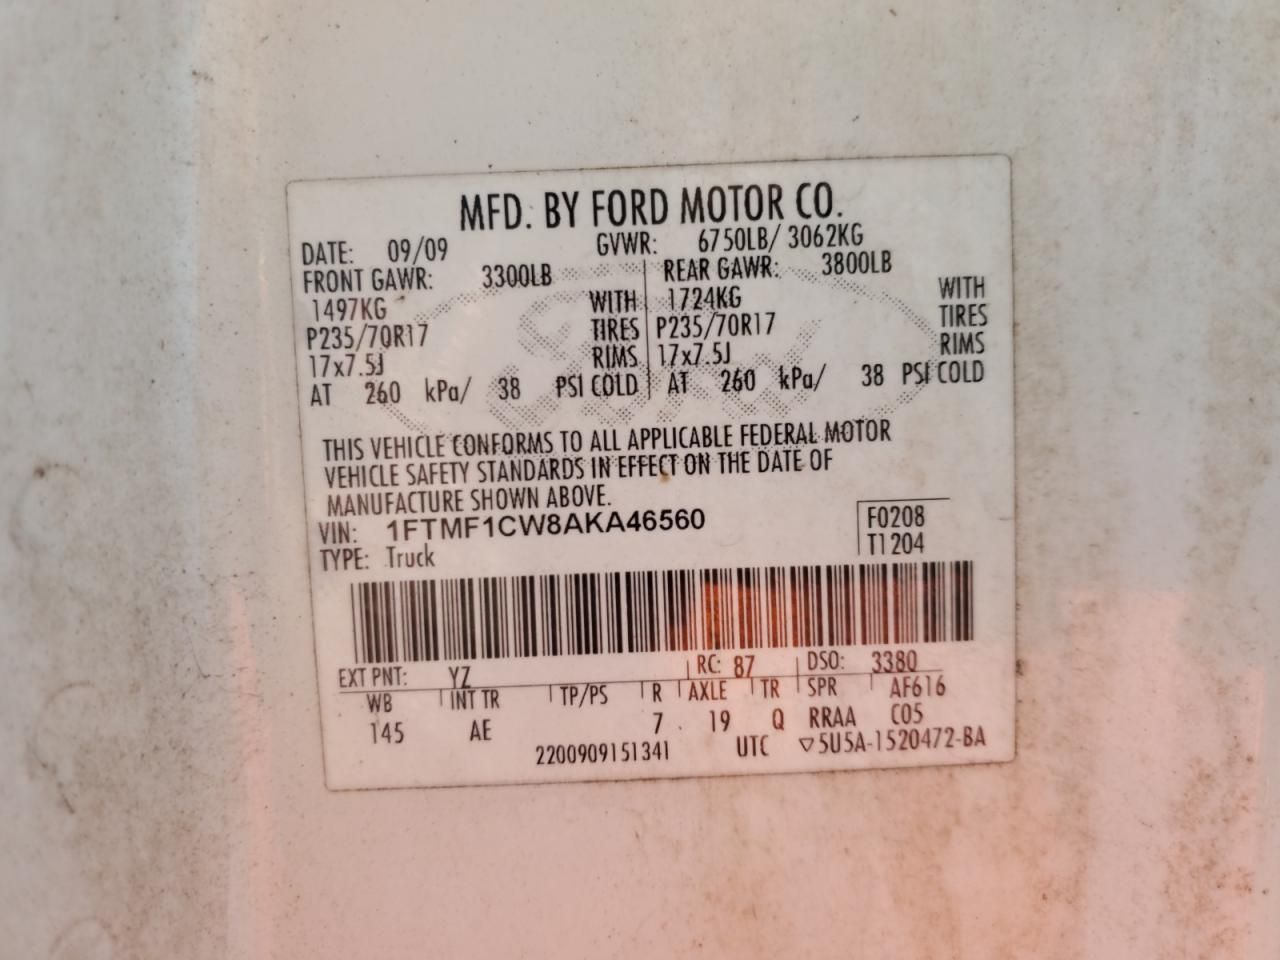 MFD. BY FORD MOTOR CO.
DATE: 09/09 GVWR: 6750LB/ 3062KG
FRONT GAWR: 3300LB REAR GAWR: 3800LB
1497KG WITH 1724KG WITH
P235/70R17 TIRES P235/70R17 TIRES
17x7.5J RIMS 17x7.5J RIMS
AT 260 kPa/ 38 PSI COLD AT 260 kPa/ 38 PSI COLD
THIS VEHICLE CONFORMS TO ALL APPLICABLE FEDERAL MOTOR
VEHICLE SAFETY STANDARDS IN EFFECT ON THE DATE OF
MANUFACTURE SHOWN ABOVE.
VIN: 1FTMF1CW8AKA46560 F0208
TYPE: Truck T1204
EXT PNT: YZ RC: 87 DSO: 3380
WB INT TR TP/PS R AXLE TR SPR AF616
145 AE 7 19 Q RRAA C05
2200909151341 UTC ▽5U5A-1520472-BA